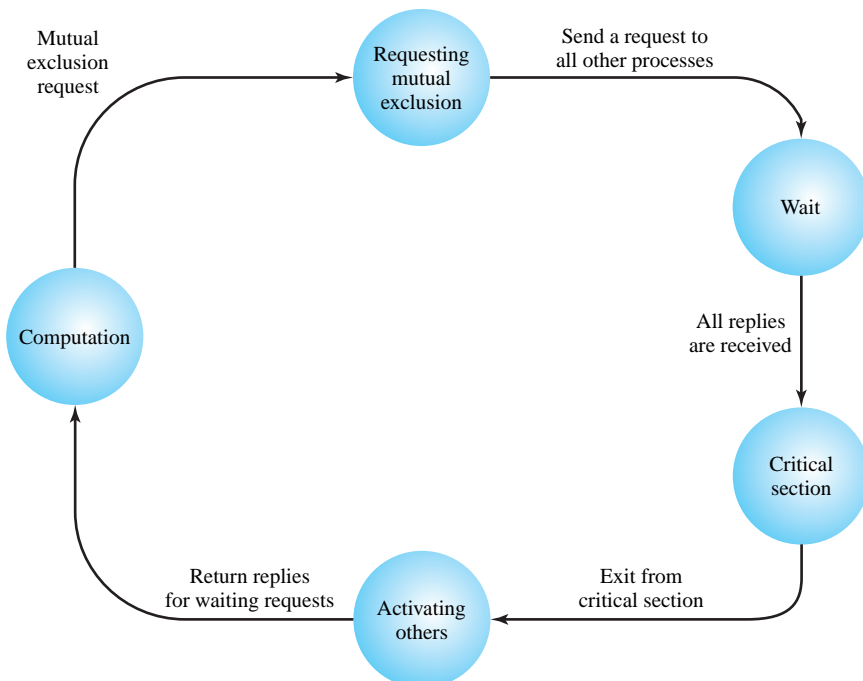 Mutual
exclusion
request
Requesting
mutual
exclusion
Send a request to
all other processes
Wait
All replies
are received
Critical
section
Exit from
critical section
Activating
others
Return replies
for waiting requests
Computation